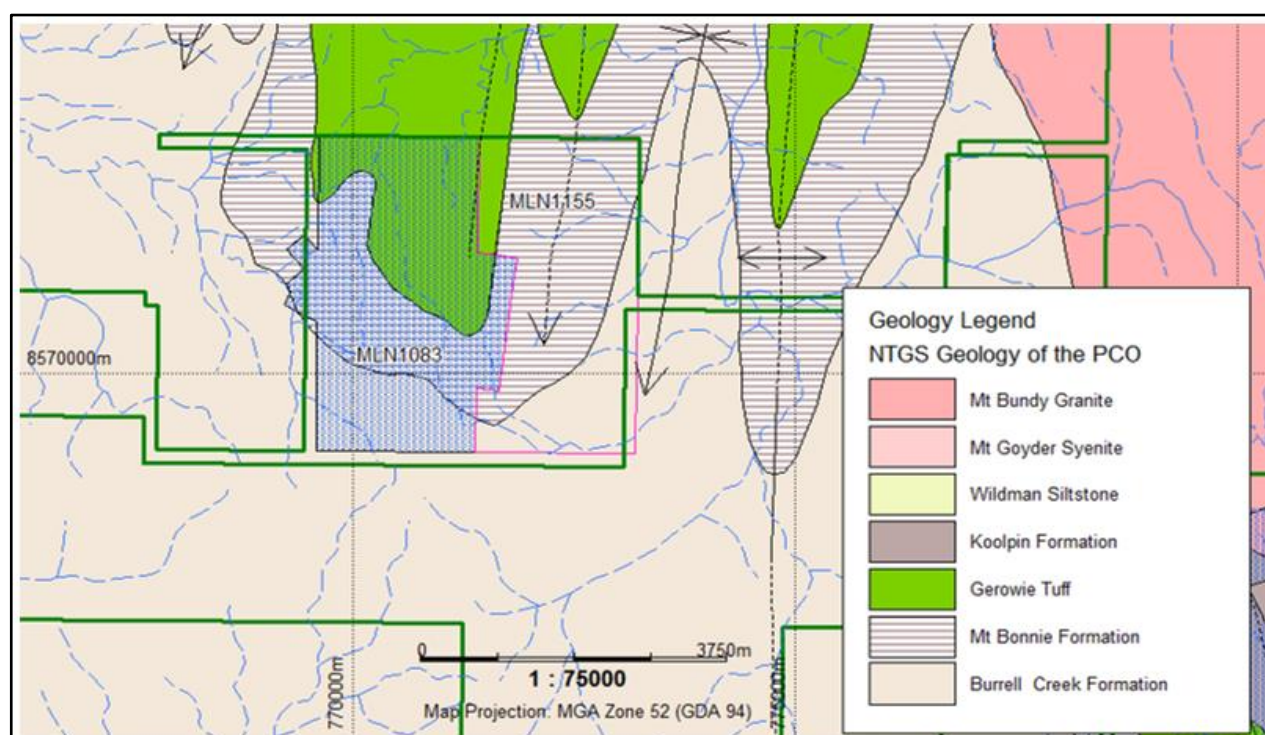 MLN1155
MLN1083
8570000m
Geology Legend
NTGS Geology of the PCO
Mt Bundy Granite
Mt Goyder Syenite
Wildman Siltstone
Koolpin Formation
Gerowie Tuff
Mt Bonnie Formation
Burrell Creek Formation
0 3750m
1 : 75000
Map Projection: MGA Zone 52 (GDA 94)
770000m
775000m